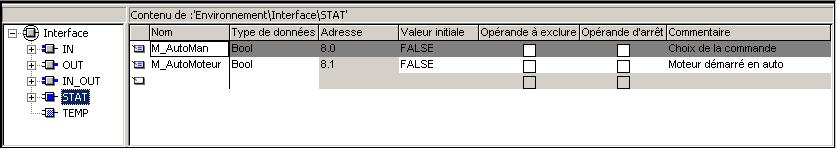 Contenu de :'Environnement\Interface\STAT'
Interface
IN
OUT
IN_OUT
STAT
TEMP
Nom Type de données Adresse Valeur initiale Opérande à exclure Opérande d'arrêt Commentaire
M_AutoMan Bool 8.0 FALSE Choix de la commande
M_AutoMoteur Bool 8.1 FALSE Moteur démarré en auto